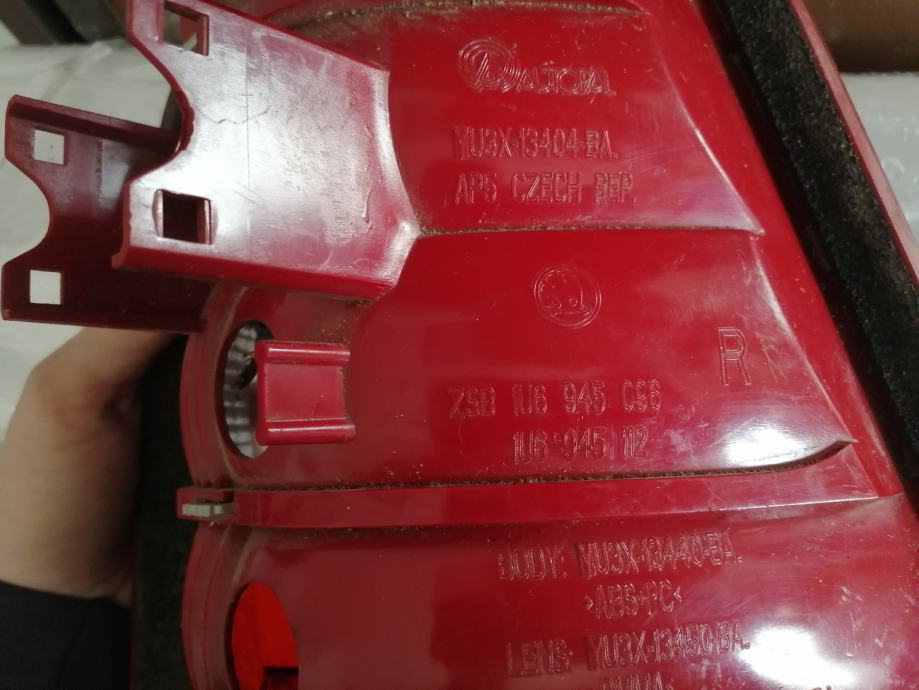 AUTOPAL
YU3X-13404-BA.
AP5 CZECH REP.
R
ZSB 1U6 945 C96
1U6 945 112
BODY: YU3X-13440-BA.
>ABS+PC<
LENS: YU3X-13450-BA.